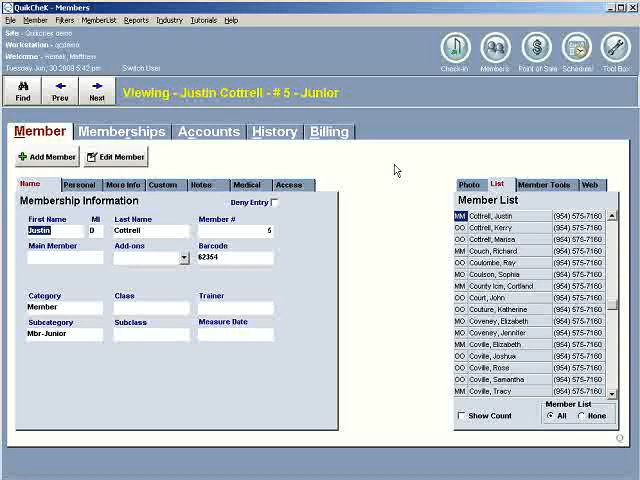 QuikCheK - Members
File Member Filters MemberList Reports Industry Tutorials Help
Site - Quikchek demo
Workstation - qcdemo
Welcome - Remek, Matthew
Tuesday Jun, 30 2009 5:42 pm Switch User
Check-in Members Point of Sale Schedule! Tool Box
Find Prev Next
Viewing - Justin Cottrell - # 5 - Junior
Member Memberships Accounts History Billing
Add Member Edit Member
Name Personal More Info Custom Notes Medical Access
Photo List Member Tools Web
Membership Information Deny Entry
Member List
First Name MI Last Name Member #
Justin D Cottrell 5
Main Member Add-ons Barcode
62354
Category Class Trainer
Member
Subcategory Subclass Measure Date
Mbr-Junior
MM Cottrell, Justin (954) 575-7160
OO Cottrell, Kerry (954) 575-7160
OO Cottrell, Marisa (954) 575-7160
MM Couch, Richard (954) 575-7160
OO Coulombe, Ray (954) 575-7160
MO Coulson, Sophia (954) 575-7160
MM County Icm, Cortland (954) 575-7160
OO Court, John (954) 575-7160
OO Couture, Katherine (954) 575-7160
MO Coveney, Elizabeth (954) 575-7160
MO Coveney, Jennifer (954) 575-7160
MM Coville, Elizabeth (954) 575-7160
OO Coville, Joshua (954) 575-7160
OO Coville, Rose (954) 575-7160
OO Coville, Samantha (954) 575-7160
MM Coville, Tracy (954) 575-7160
Member List
Show Count All None